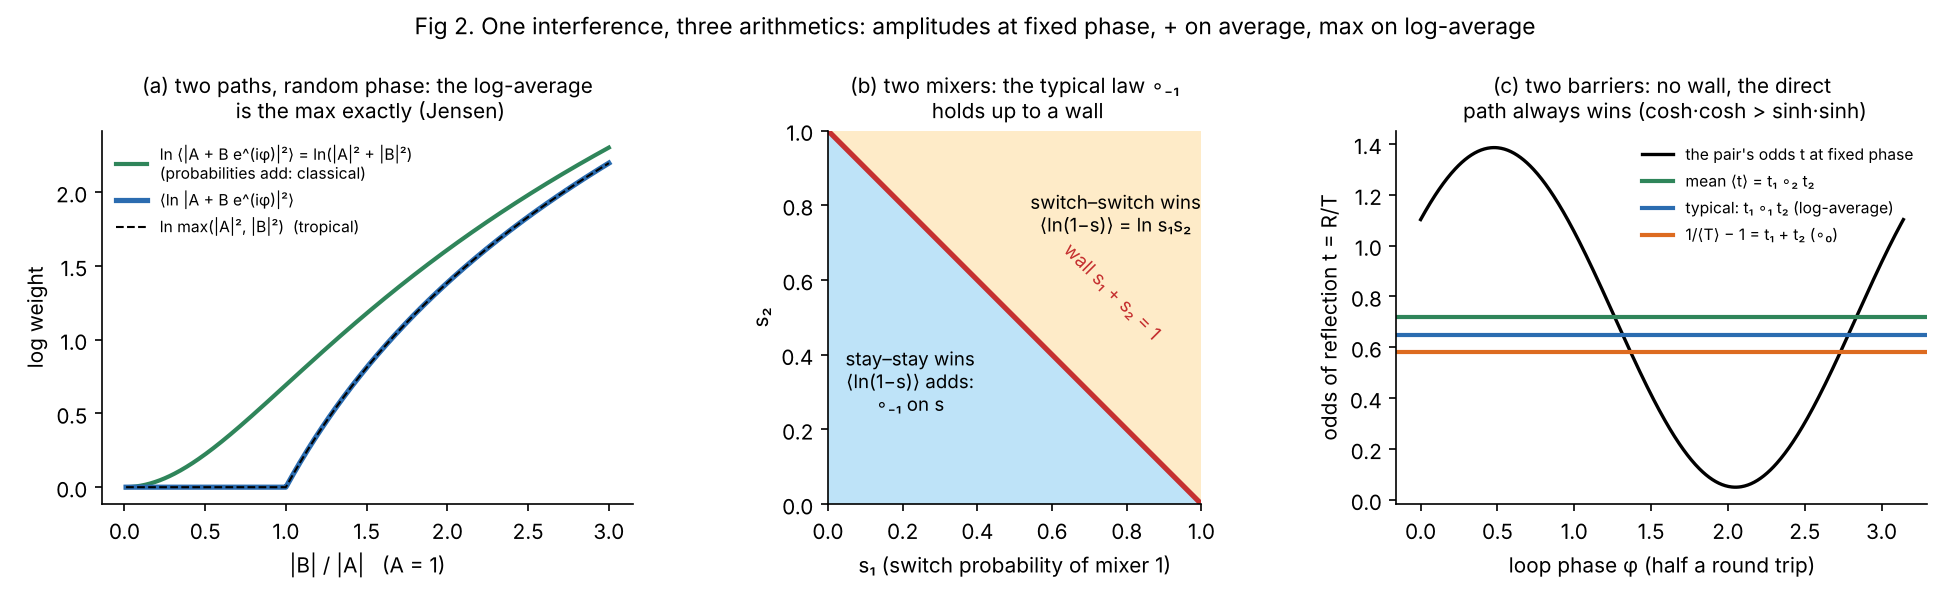 Fig 2. One interference, three arithmetics: amplitudes at fixed phase, + on average, max on log-average
(a) two paths, random phase: the log-average
is the max exactly (Jensen)
ln ⟨|A + B e^(iφ)|²⟩ = ln(|A|² + |B|²)
(probabilities add: classical)
⟨ln |A + B e^(iφ)|²⟩
ln max(|A|², |B|²)  (tropical)
log weight
2.0
1.5
1.0
0.5
0.0
0.0 0.5 1.0 1.5 2.0 2.5 3.0
|B| / |A|   (A = 1)
(b) two mixers: the typical law ∘₋₁
holds up to a wall
switch–switch wins
⟨ln(1−s)⟩ = ln s₁s₂
wall s₁ + s₂ = 1
stay–stay wins
⟨ln(1−s)⟩ adds:
∘₋₁ on s
s₂
1.0
0.8
0.6
0.4
0.2
0.0
0.0 0.2 0.4 0.6 0.8 1.0
s₁ (switch probability of mixer 1)
(c) two barriers: no wall, the direct
path always wins (cosh·cosh > sinh·sinh)
the pair's odds t at fixed phase
mean ⟨t⟩ = t₁ ∘₂ t₂
typical: t₁ ∘₁ t₂ (log-average)
1/⟨T⟩ − 1 = t₁ + t₂ (∘₀)
odds of reflection t = R/T
1.4
1.2
1.0
0.8
0.6
0.4
0.2
0.0
0.0 0.5 1.0 1.5 2.0 2.5 3.0
loop phase φ (half a round trip)